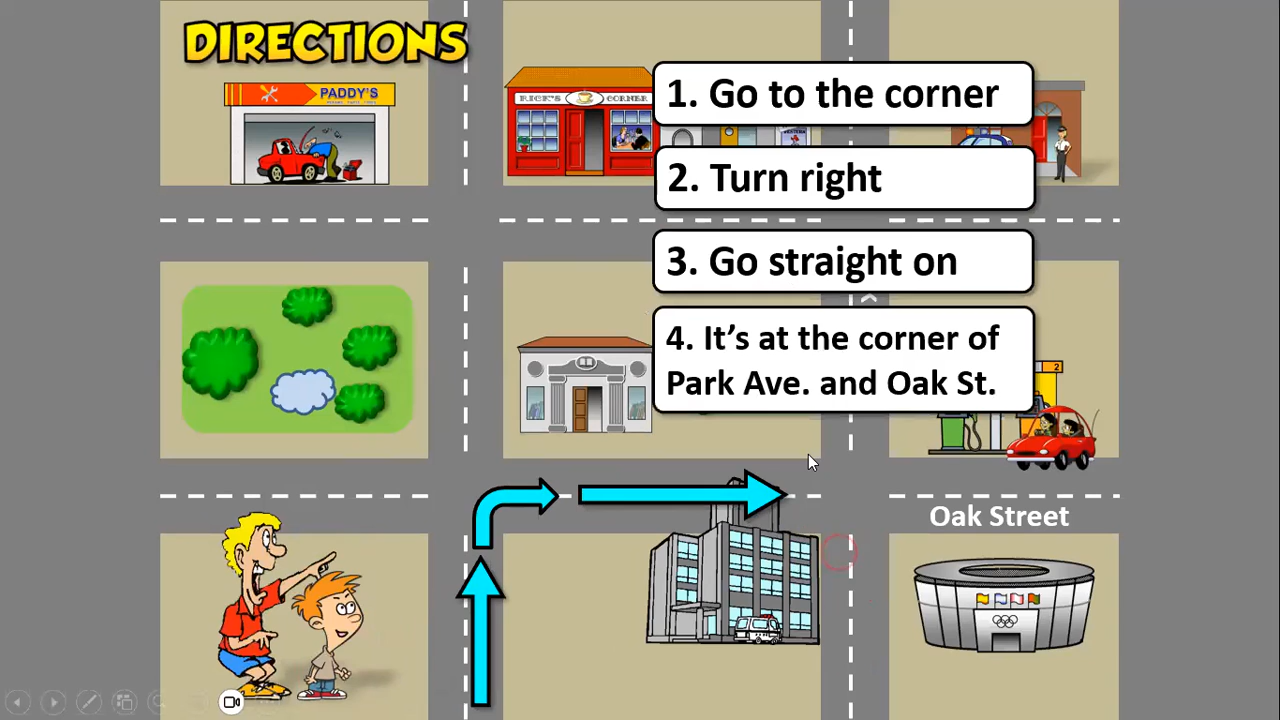 DIRECTIONS
PADDY'S
RICK'S CORNER
1. Go to the corner
2. Turn right
3. Go straight on
4. It's at the corner of
Park Ave. and Oak St.
2
Oak Street